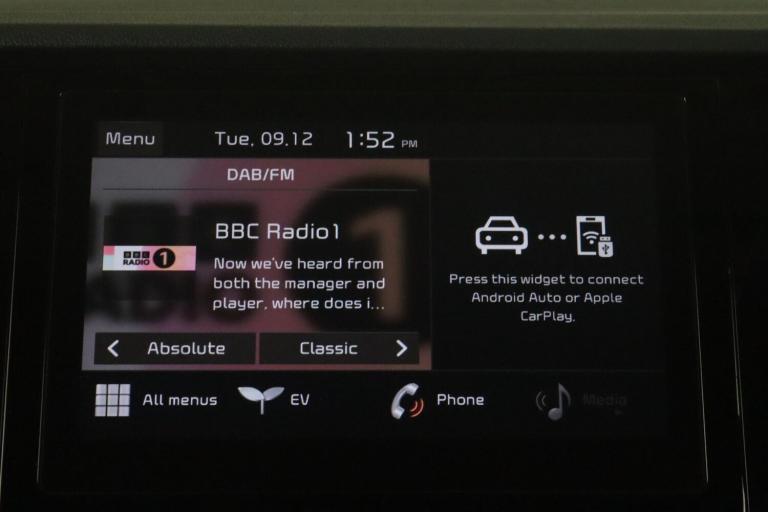 Menu Tue, 09.12 1:52 PM
DAB/FM
BBC Radio 1
BBC
RADIO 1
Now we've heard from
both the manager and
player, where does i...
< Absolute Classic >
Press this widget to connect
Android Auto or Apple
CarPlay.
All menus EV Phone Media